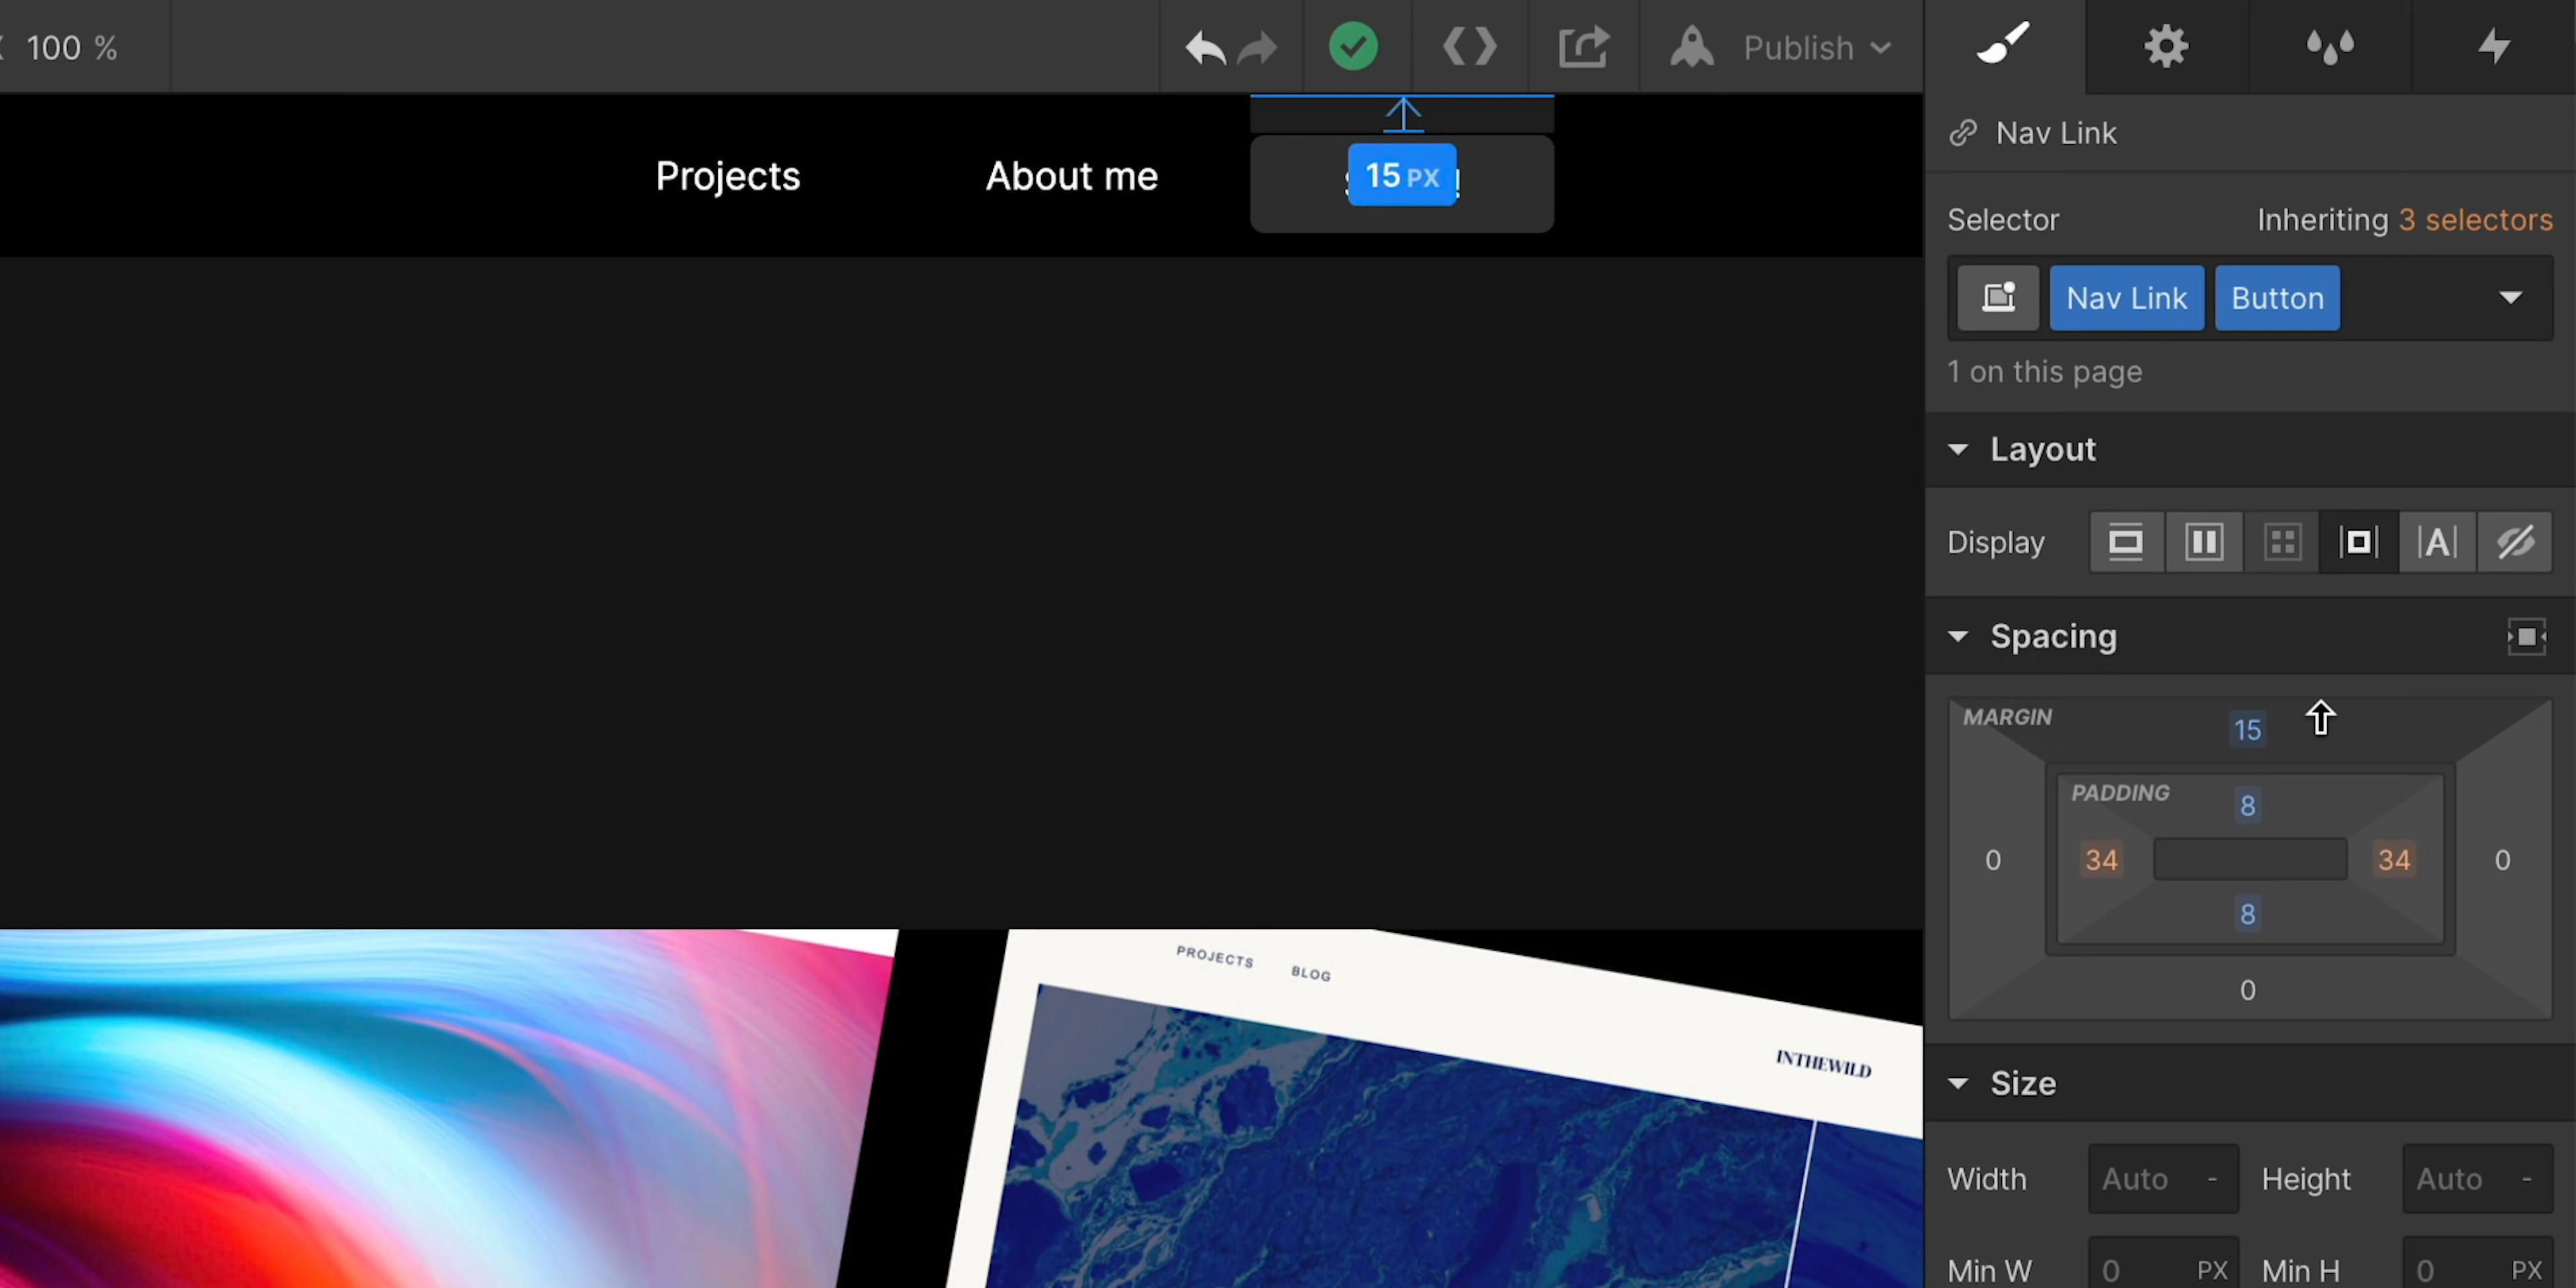 100 %
Publish
Projects
About me
15 PX
Nav Link
Selector
Inheriting 3 selectors
Nav Link
Button
1 on this page
Layout
Display
A
Spacing
MARGIN
15
PADDING
8
0
34
34
0
8
0
Size
Width
Auto -
Height
Auto -
Min W
0 PX
Min H
0 PX
PROJECTS
BLOG
INTHEWILD